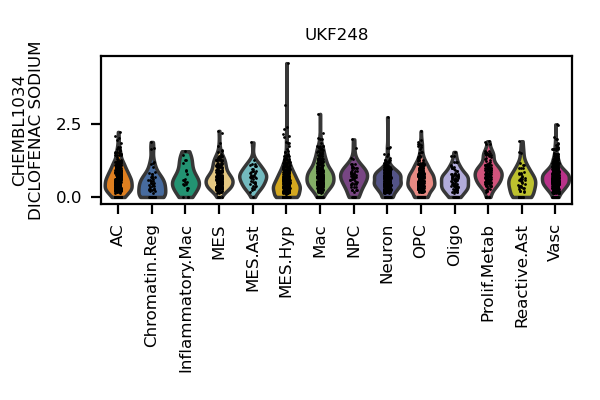 UKF248
CHEMBL1034
DICLOFENAC SODIUM
2.5
0.0
AC
Chromatin.Reg
Inflammatory.Mac
MES
MES.Ast
MES.Hyp
Mac
NPC
Neuron
OPC
Oligo
Prolif.Metab
Reactive.Ast
Vasc